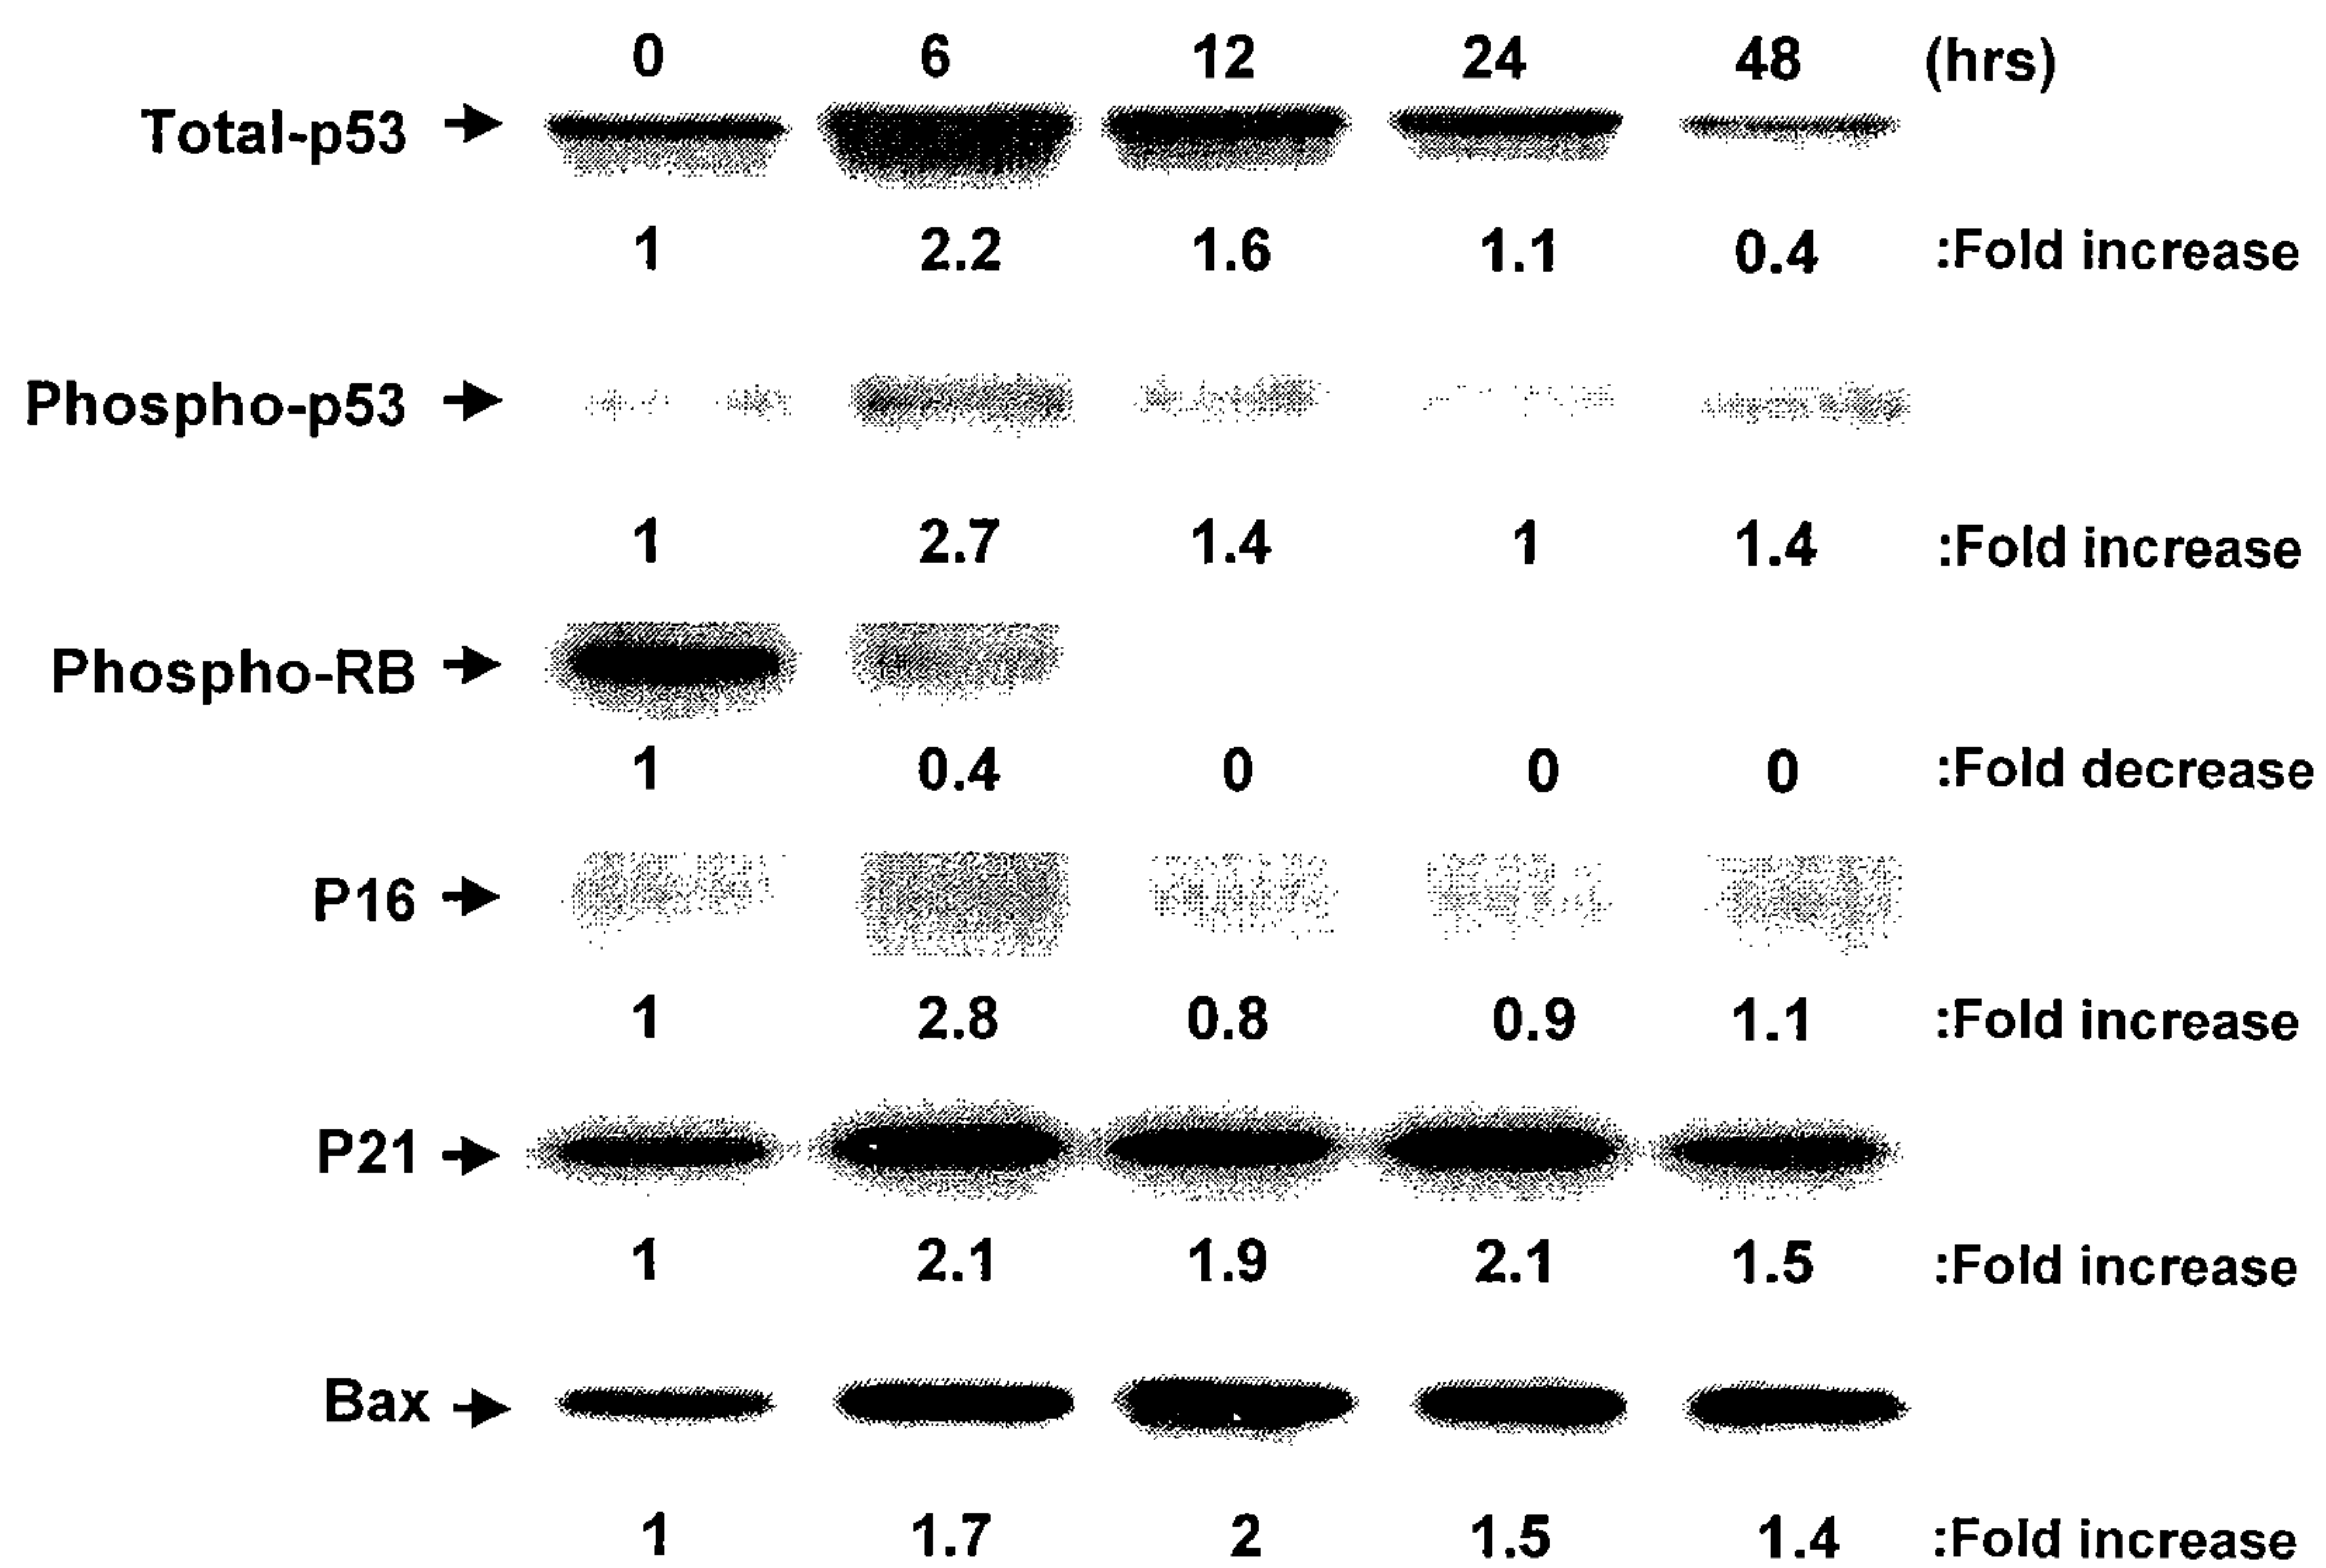 0 6 12 24 48 (hrs)
Total-p53
1 2.2 1.6 1.1 0.4 :Fold increase
Phospho-p53
1 2.7 1.4 1 1.4 :Fold increase
Phospho-RB
1 0.4 0 0 0 :Fold decrease
P16
1 2.8 0.8 0.9 1.1 :Fold increase
P21
1 2.1 1.9 2.1 1.5 :Fold increase
Bax
1 1.7 2 1.5 1.4 :Fold increase